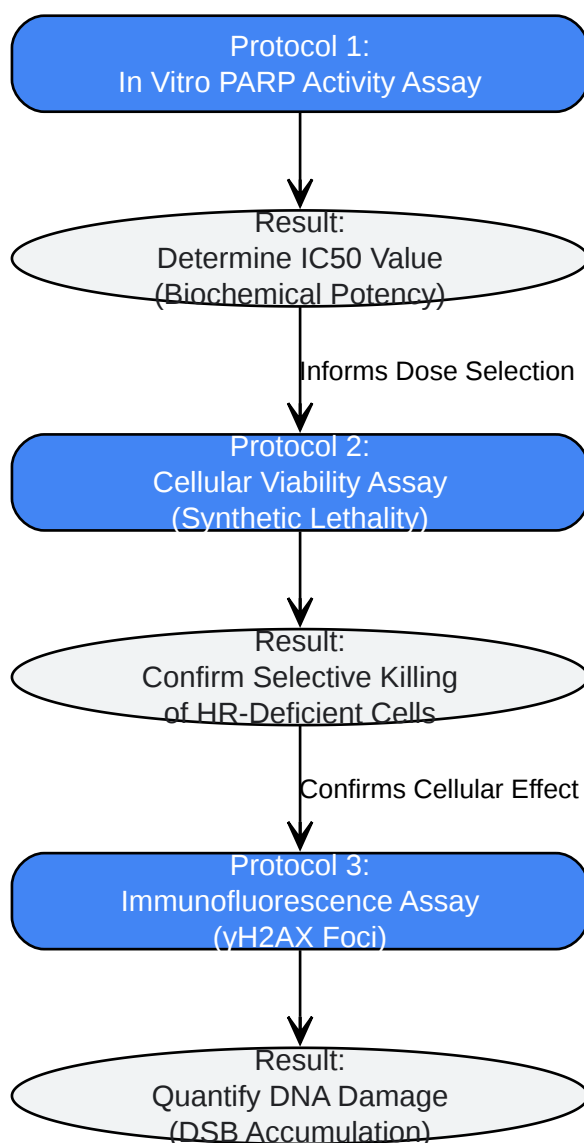 Protocol 1:
In Vitro PARP Activity Assay
Result:
Determine IC50 Value
(Biochemical Potency)
Informs Dose Selection
Protocol 2:
Cellular Viability Assay
(Synthetic Lethality)
Result:
Confirm Selective Killing
of HR-Deficient Cells
Confirms Cellular Effect
Protocol 3:
Immunofluorescence Assay
(γH2AX Foci)
Result:
Quantify DNA Damage
(DSB Accumulation)